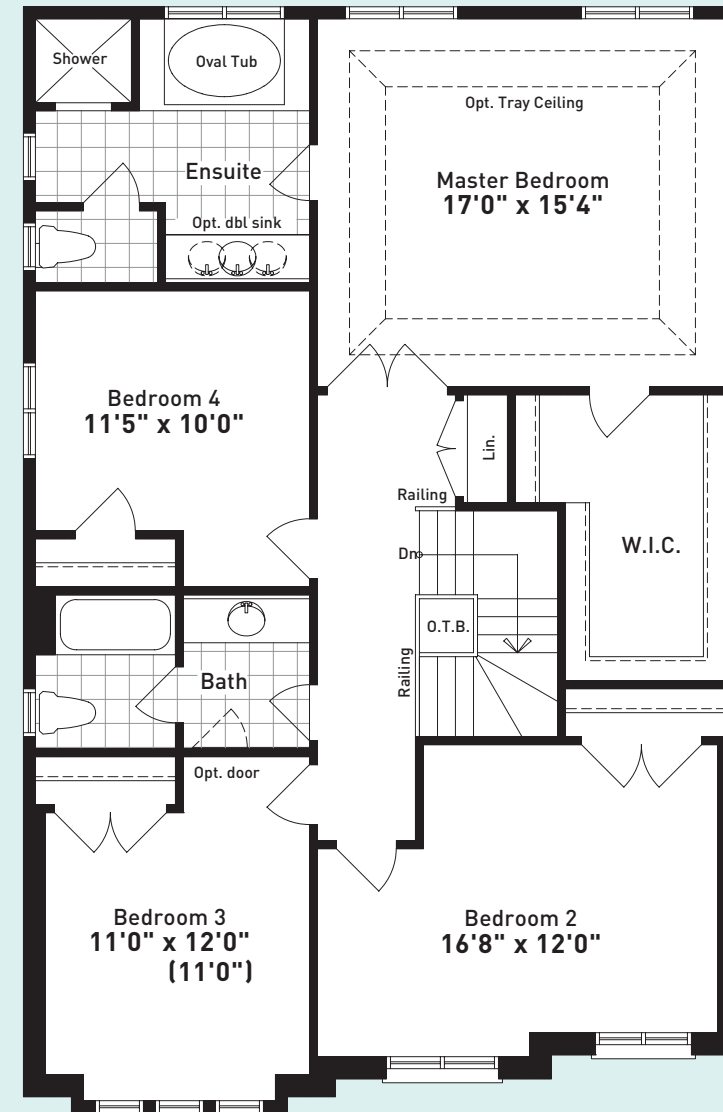 Shower
Oval Tub
Opt. Tray Ceiling
Ensuite
Master Bedroom
17'0" x 15'4"
Opt. dbl sink
Bedroom 4
11'5" x 10'0"
Lin.
Railing
Dn
W.I.C.
O.T.B.
Railing
Bath
Opt. door
Bedroom 3
11'0" x 12'0"
(11'0")
Bedroom 2
16'8" x 12'0"